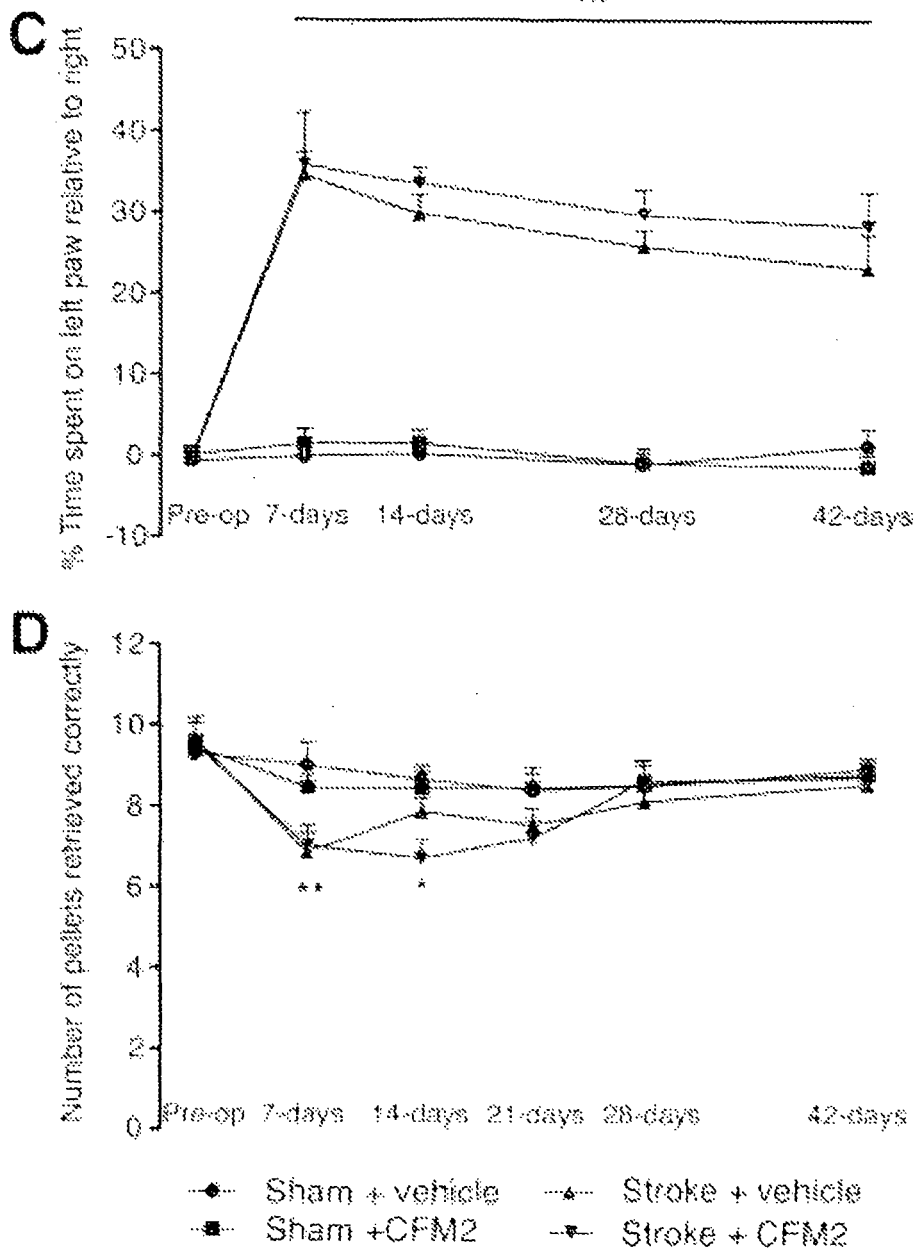 C
% Time spent on left paw relative to right
50
40
30
20
10
0
-10
Pre-op 7-days 14-days 28-days 42-days
D
Number of pellets retrieved correctly
12
10
8
6
4
2
0
** *
Pre-op 7-days 14-days 21-days 28-days 42-days
Sham + vehicle Stroke + vehicle
Sham +CFM2 Stroke + CFM2